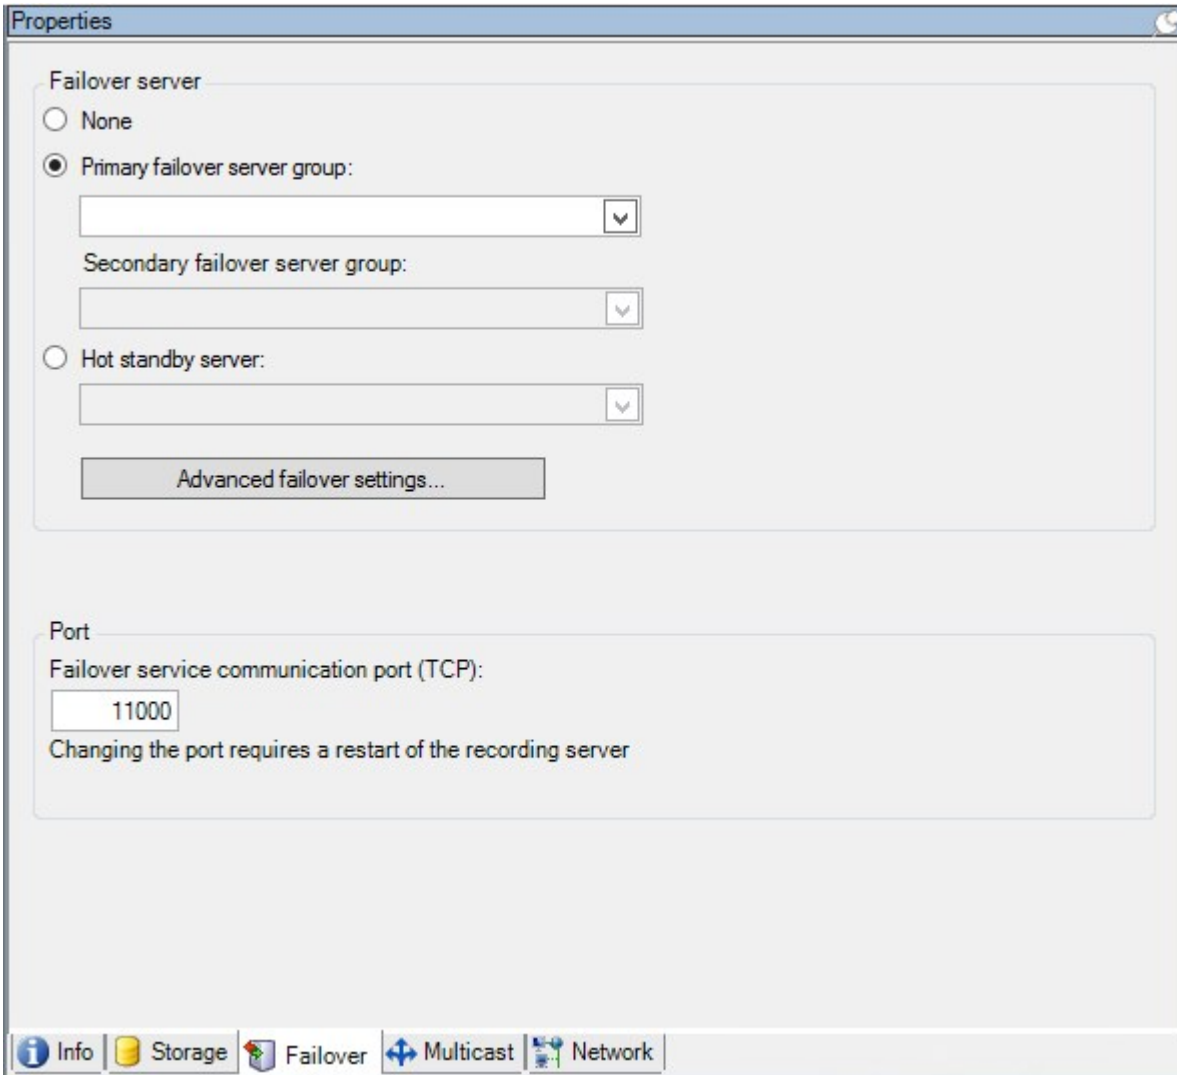 Properties
Failover server
None
Primary failover server group:
Secondary failover server group:
Hot standby server:
Advanced failover settings...
Port
Failover service communication port (TCP):
11000
Changing the port requires a restart of the recording server
Info Storage Failover Multicast Network